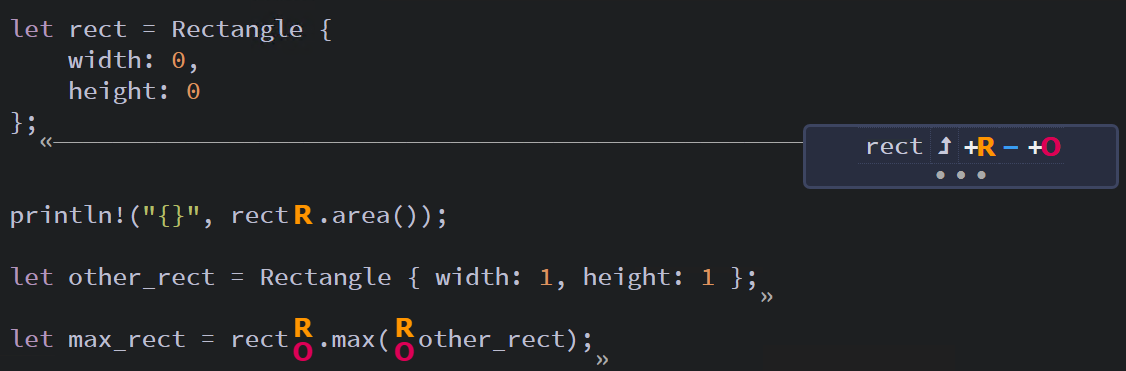 let rect = Rectangle {
    width: 0,
    height: 0
};«
rect ⮥ +R – +O
•••
println!("{}", rectR.area());
let other_rect = Rectangle { width: 1, height: 1 };»
R R
let max_rect = rect.max(other_rect);»
O O